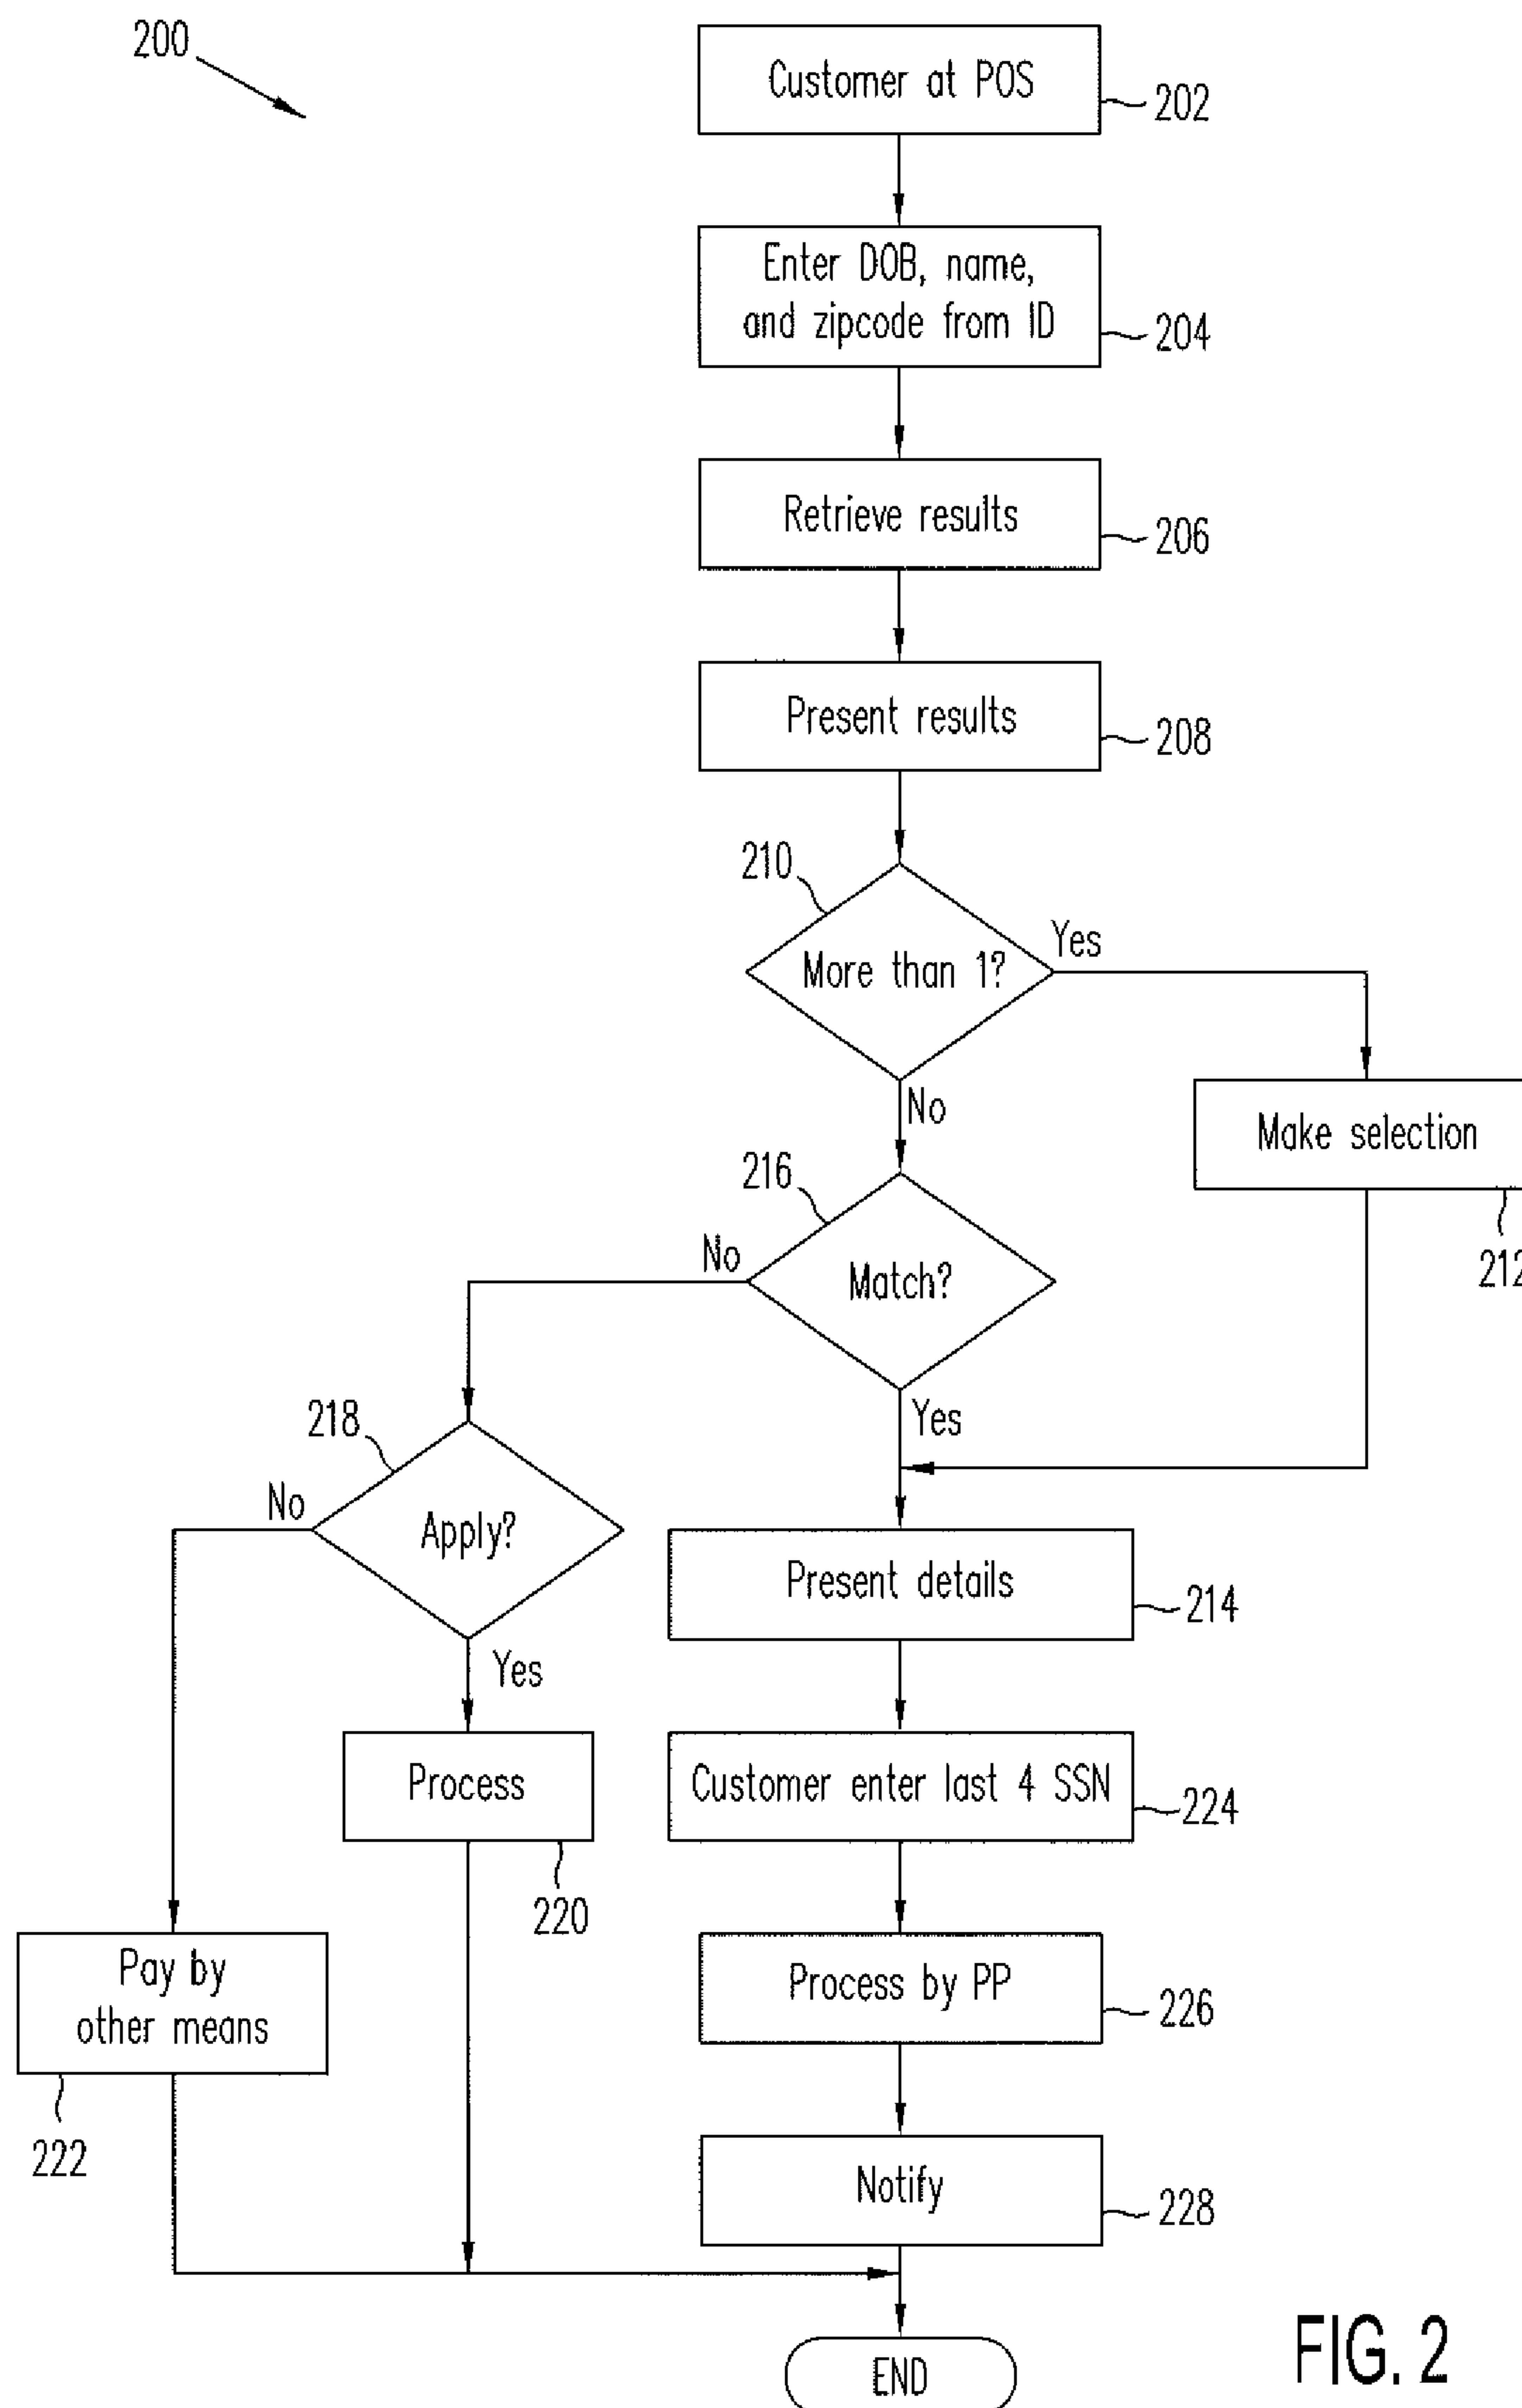 200
Customer at POS
202
Enter DOB, name,
and zipcode from ID
204
Retrieve results
206
Present results
208
210
More than 1?
Yes
No
Make selection
212
216
Match?
No
Yes
218
Apply?
No
Yes
Present details
214
Process
220
Customer enter last 4 SSN
224
Pay by
other means
222
Process by PP
226
Notify
228
END
FIG. 2